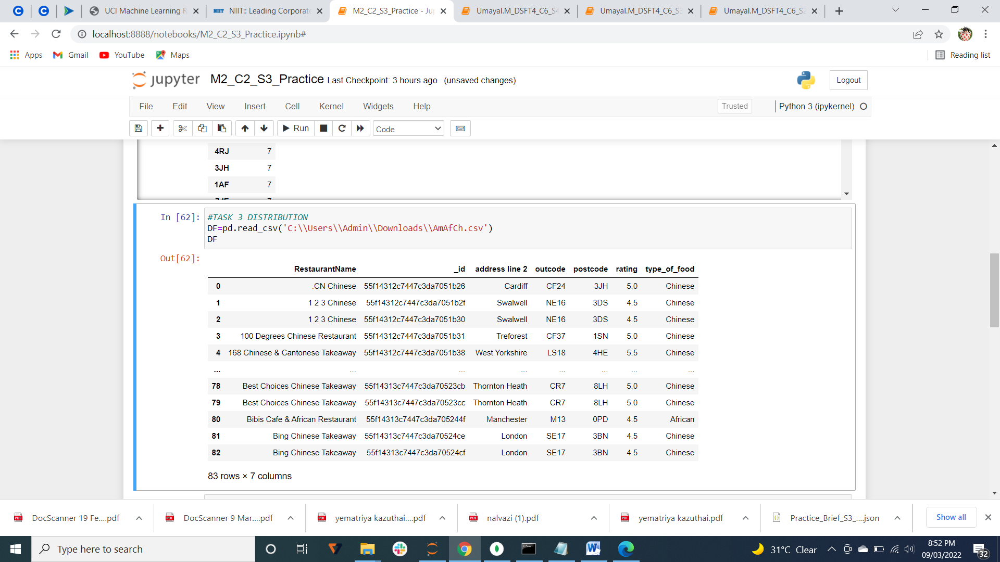 UCI Machine Learning R
NIIT:: Leading Corporate
M2_C2_S3_Practice - Ju
Umayal.M_DSFT4_C6_S4
Umayal.M_DSFT4_C6_S3
Umayal.M_DSFT4_C6_S2
localhost:8888/notebooks/M2_C2_S3_Practice.ipynb#
Apps Gmail YouTube Maps Reading list
jupyter M2_C2_S3_Practice Last Checkpoint: 3 hours ago (unsaved changes) Logout
File Edit View Insert Cell Kernel Widgets Help Trusted Python 3 (ipykernel)
Run Code
4RJ 7
3JH 7
1AF 7
In [62]: #TASK 3 DISTRIBUTION
DF=pd.read_csv('C:\\Users\\Admin\\Downloads\\AmAfCh.csv')
DF
Out[62]:
RestaurantName _id address line 2 outcode postcode rating type_of_food
0 .CN Chinese 55f14312c7447c3da7051b26 Cardiff CF24 3JH 5.0 Chinese
1 1 2 3 Chinese 55f14312c7447c3da7051b2f Swalwell NE16 3DS 4.5 Chinese
2 1 2 3 Chinese 55f14312c7447c3da7051b30 Swalwell NE16 3DS 4.5 Chinese
3 100 Degrees Chinese Restaurant 55f14312c7447c3da7051b31 Treforest CF37 1SN 5.0 Chinese
4 168 Chinese & Cantonese Takeaway 55f14312c7447c3da7051b38 West Yorkshire LS18 4HE 5.5 Chinese
... ... ... ... ... ... ... ...
78 Best Choices Chinese Takeaway 55f14313c7447c3da70523cb Thornton Heath CR7 8LH 5.0 Chinese
79 Best Choices Chinese Takeaway 55f14313c7447c3da70523cc Thornton Heath CR7 8LH 5.0 Chinese
80 Bibis Cafe & African Restaurant 55f14313c7447c3da705244f Manchester M13 0PD 4.5 African
81 Bing Chinese Takeaway 55f14313c7447c3da70524ce London SE17 3BN 4.5 Chinese
82 Bing Chinese Takeaway 55f14313c7447c3da70524cf London SE17 3BN 4.5 Chinese
83 rows × 7 columns
DocScanner 19 Fe....pdf DocScanner 9 Mar....pdf yematriya kazuthai....pdf nalvazi (1).pdf yematriya kazuthai.pdf Practice_Brief_S3_....json Show all
Type here to search
31°C Clear
8:52 PM
09/03/2022
32